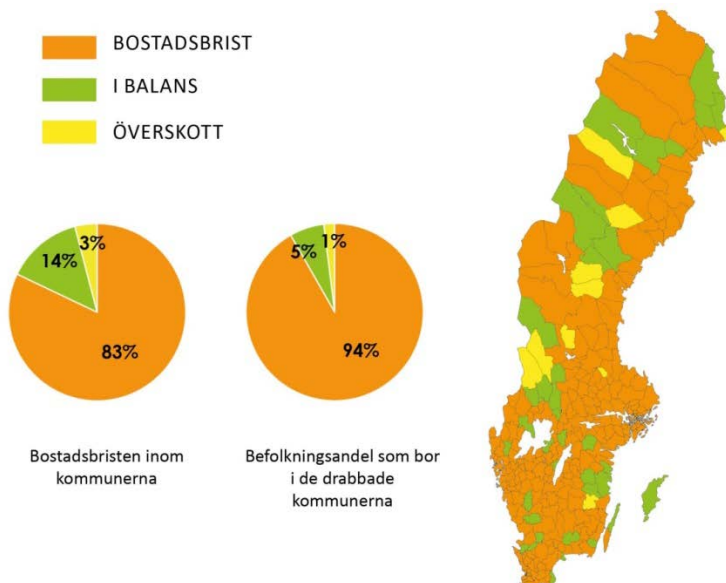 BOSTADSBRIST
I BALANS
ÖVERSKOTT
3%
14%
83%
1%
5%
94%
Bostadsbristen inom
kommunerna
Befolkningsandel som bor
i de drabbade
kommunerna